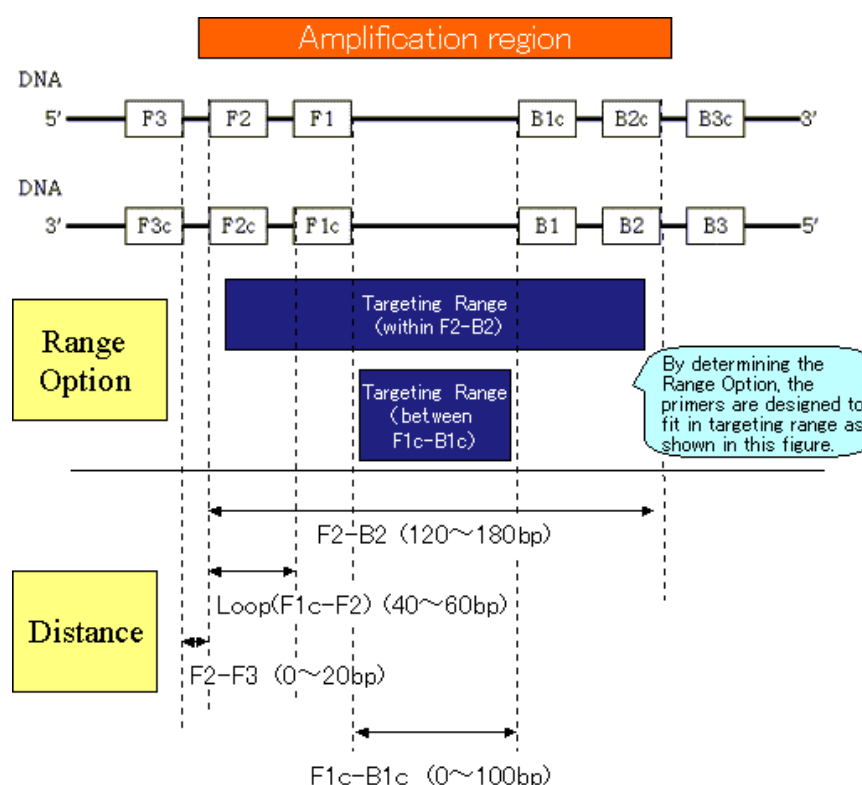 Amplification region
DNA
5′ F3 F2 F1 B1c B2c B3c 3′
DNA
3′ F3c F2c F1c B1 B2 B3 5′
Range
Option
Targeting Range
(within F2-B2)
Targeting Range
(between
F1c-B1c)
By determining the
Range Option, the
primers are designed to
fit in targeting range as
shown in this figure.
F2-B2 (120～180bp)
Distance
Loop(F1c-F2) (40～60bp)
F2-F3 (0～20bp)
F1c-B1c (0～100bp)